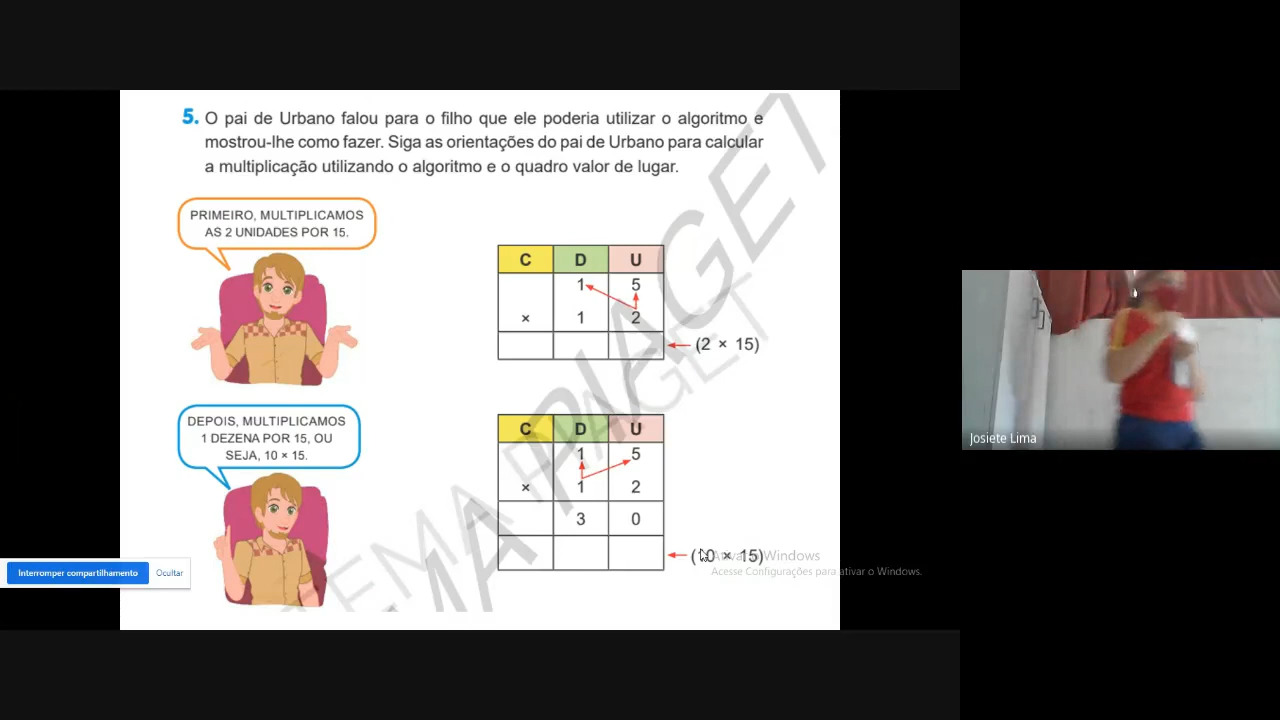 5. O pai de Urbano falou para o filho que ele poderia utilizar o algoritmo e
mostrou-lhe como fazer. Siga as orientações do pai de Urbano para calcular
a multiplicação utilizando o algoritmo e o quadro valor de lugar.
PRIMEIRO, MULTIPLICAMOS
AS 2 UNIDADES POR 15.
C D U
1 5
× 1 2
(2 × 15)
DEPOIS, MULTIPLICAMOS
1 DEZENA POR 15, OU
SEJA, 10 × 15.
C D U
1 5
× 1 2
3 0
(10 × 15)
Josiete Lima
Interromper compartilhamento Ocultar
Ativar o Windows
Acesse Configurações para ativar o Windows.